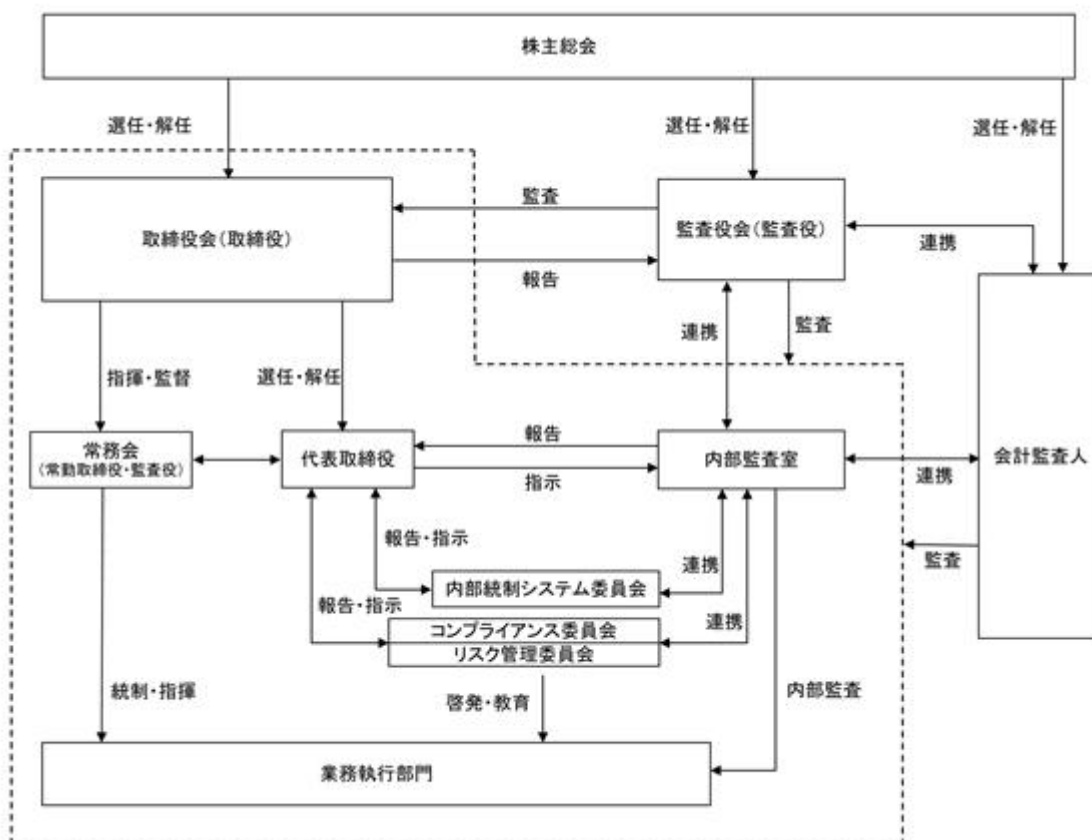 株主総会
選任・解任
選任・解任
選任・解任
取締役会(取締役)
監査
報告
監査役会(監査役)
連携
連携
監査
指揮・監督
選任・解任
常務会
(常勤取締役・監査役)
代表取締役
報告
指示
内部監査室
連携
会計監査人
監査
報告・指示
連携
内部統制システム委員会
報告・指示
コンプライアンス委員会
連携
リスク管理委員会
統制・指揮
啓発・教育
内部監査
業務執行部門